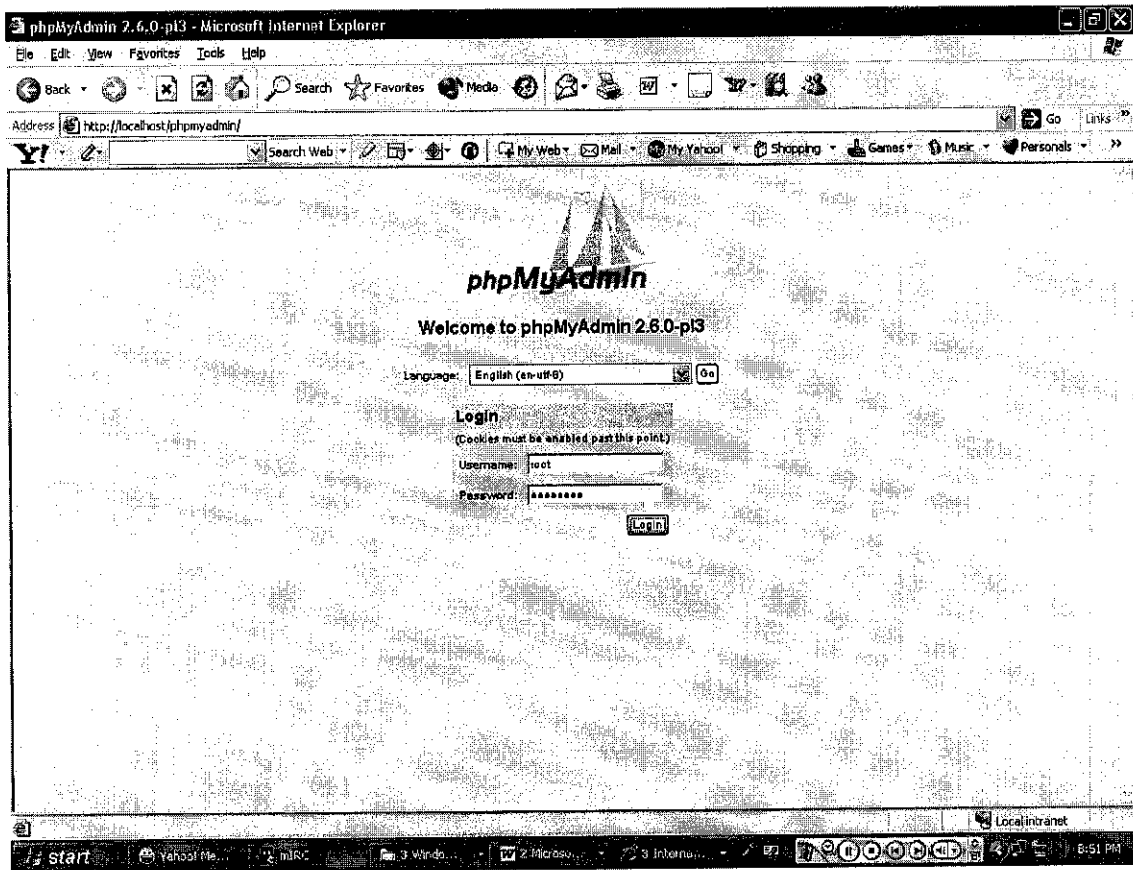 phpMyAdmin 2.6.0-pl3 - Microsoft Internet Explorer
File Edit View Favorites Tools Help
Back Search Favorites Media
Address http://localhost/phpmyadmin/ Go Links »
Y! Search Web My Web Mail My Yahoo! Shopping Games Music Personals »
phpMyAdmin
Welcome to phpMyAdmin 2.6.0-pl3
Language: English (en-utf-8) Go
Login
(Cookies must be enabled past this point.)
Username: root
Password: ********
Login
Local intranet
start Yahoo! Me... mIRC 3 Windo... 2 Microso... 3 Interne... 8:51 PM